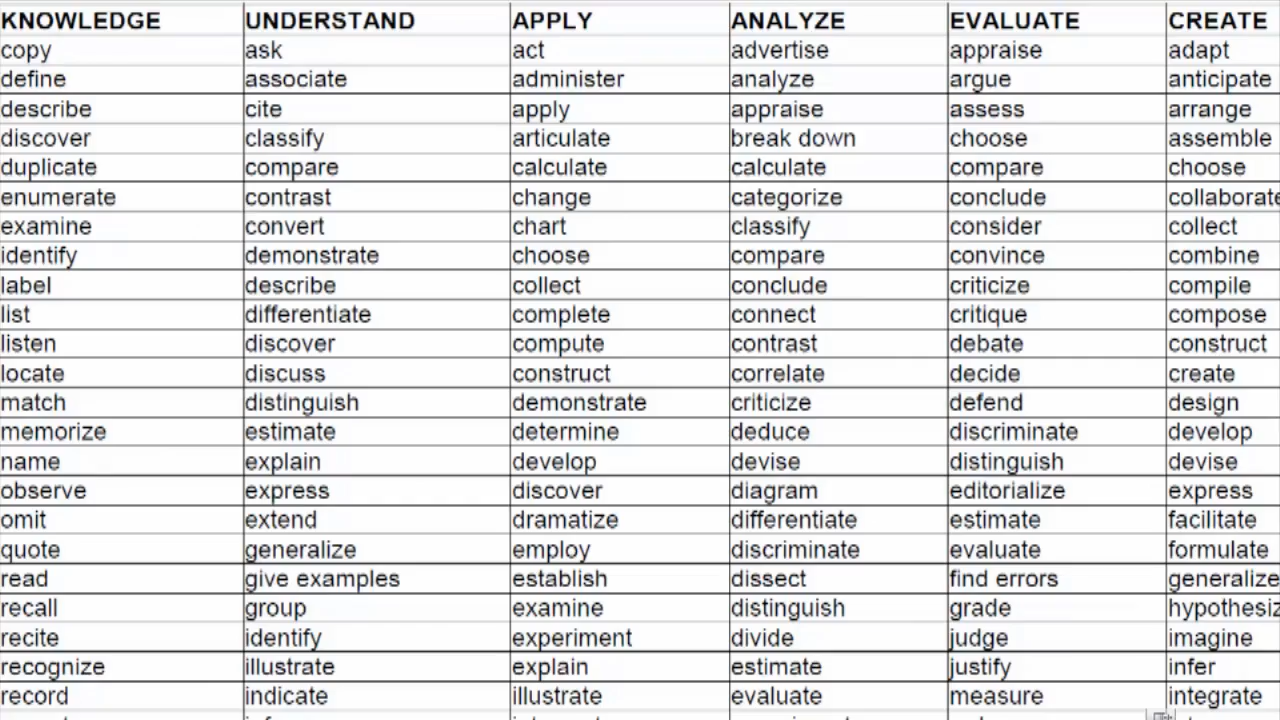 KNOWLEDGE UNDERSTAND APPLY ANALYZE EVALUATE CREATE
copy ask act advertise appraise adapt
define associate administer analyze argue anticipate
describe cite apply appraise assess arrange
discover classify articulate break down choose assemble
duplicate compare calculate calculate compare choose
enumerate contrast change categorize conclude collaborate
examine convert chart classify consider collect
identify demonstrate choose compare convince combine
label describe collect conclude criticize compile
list differentiate complete connect critique compose
listen discover compute contrast debate construct
locate discuss construct correlate decide create
match distinguish demonstrate criticize defend design
memorize estimate determine deduce discriminate develop
name explain develop devise distinguish devise
observe express discover diagram editorialize express
omit extend dramatize differentiate estimate facilitate
quote generalize employ discriminate evaluate formulate
read give examples establish dissect find errors generalize
recall group examine distinguish grade hypothesiz
recite identify experiment divide judge imagine
recognize illustrate explain estimate justify infer
record indicate illustrate evaluate measure integrate